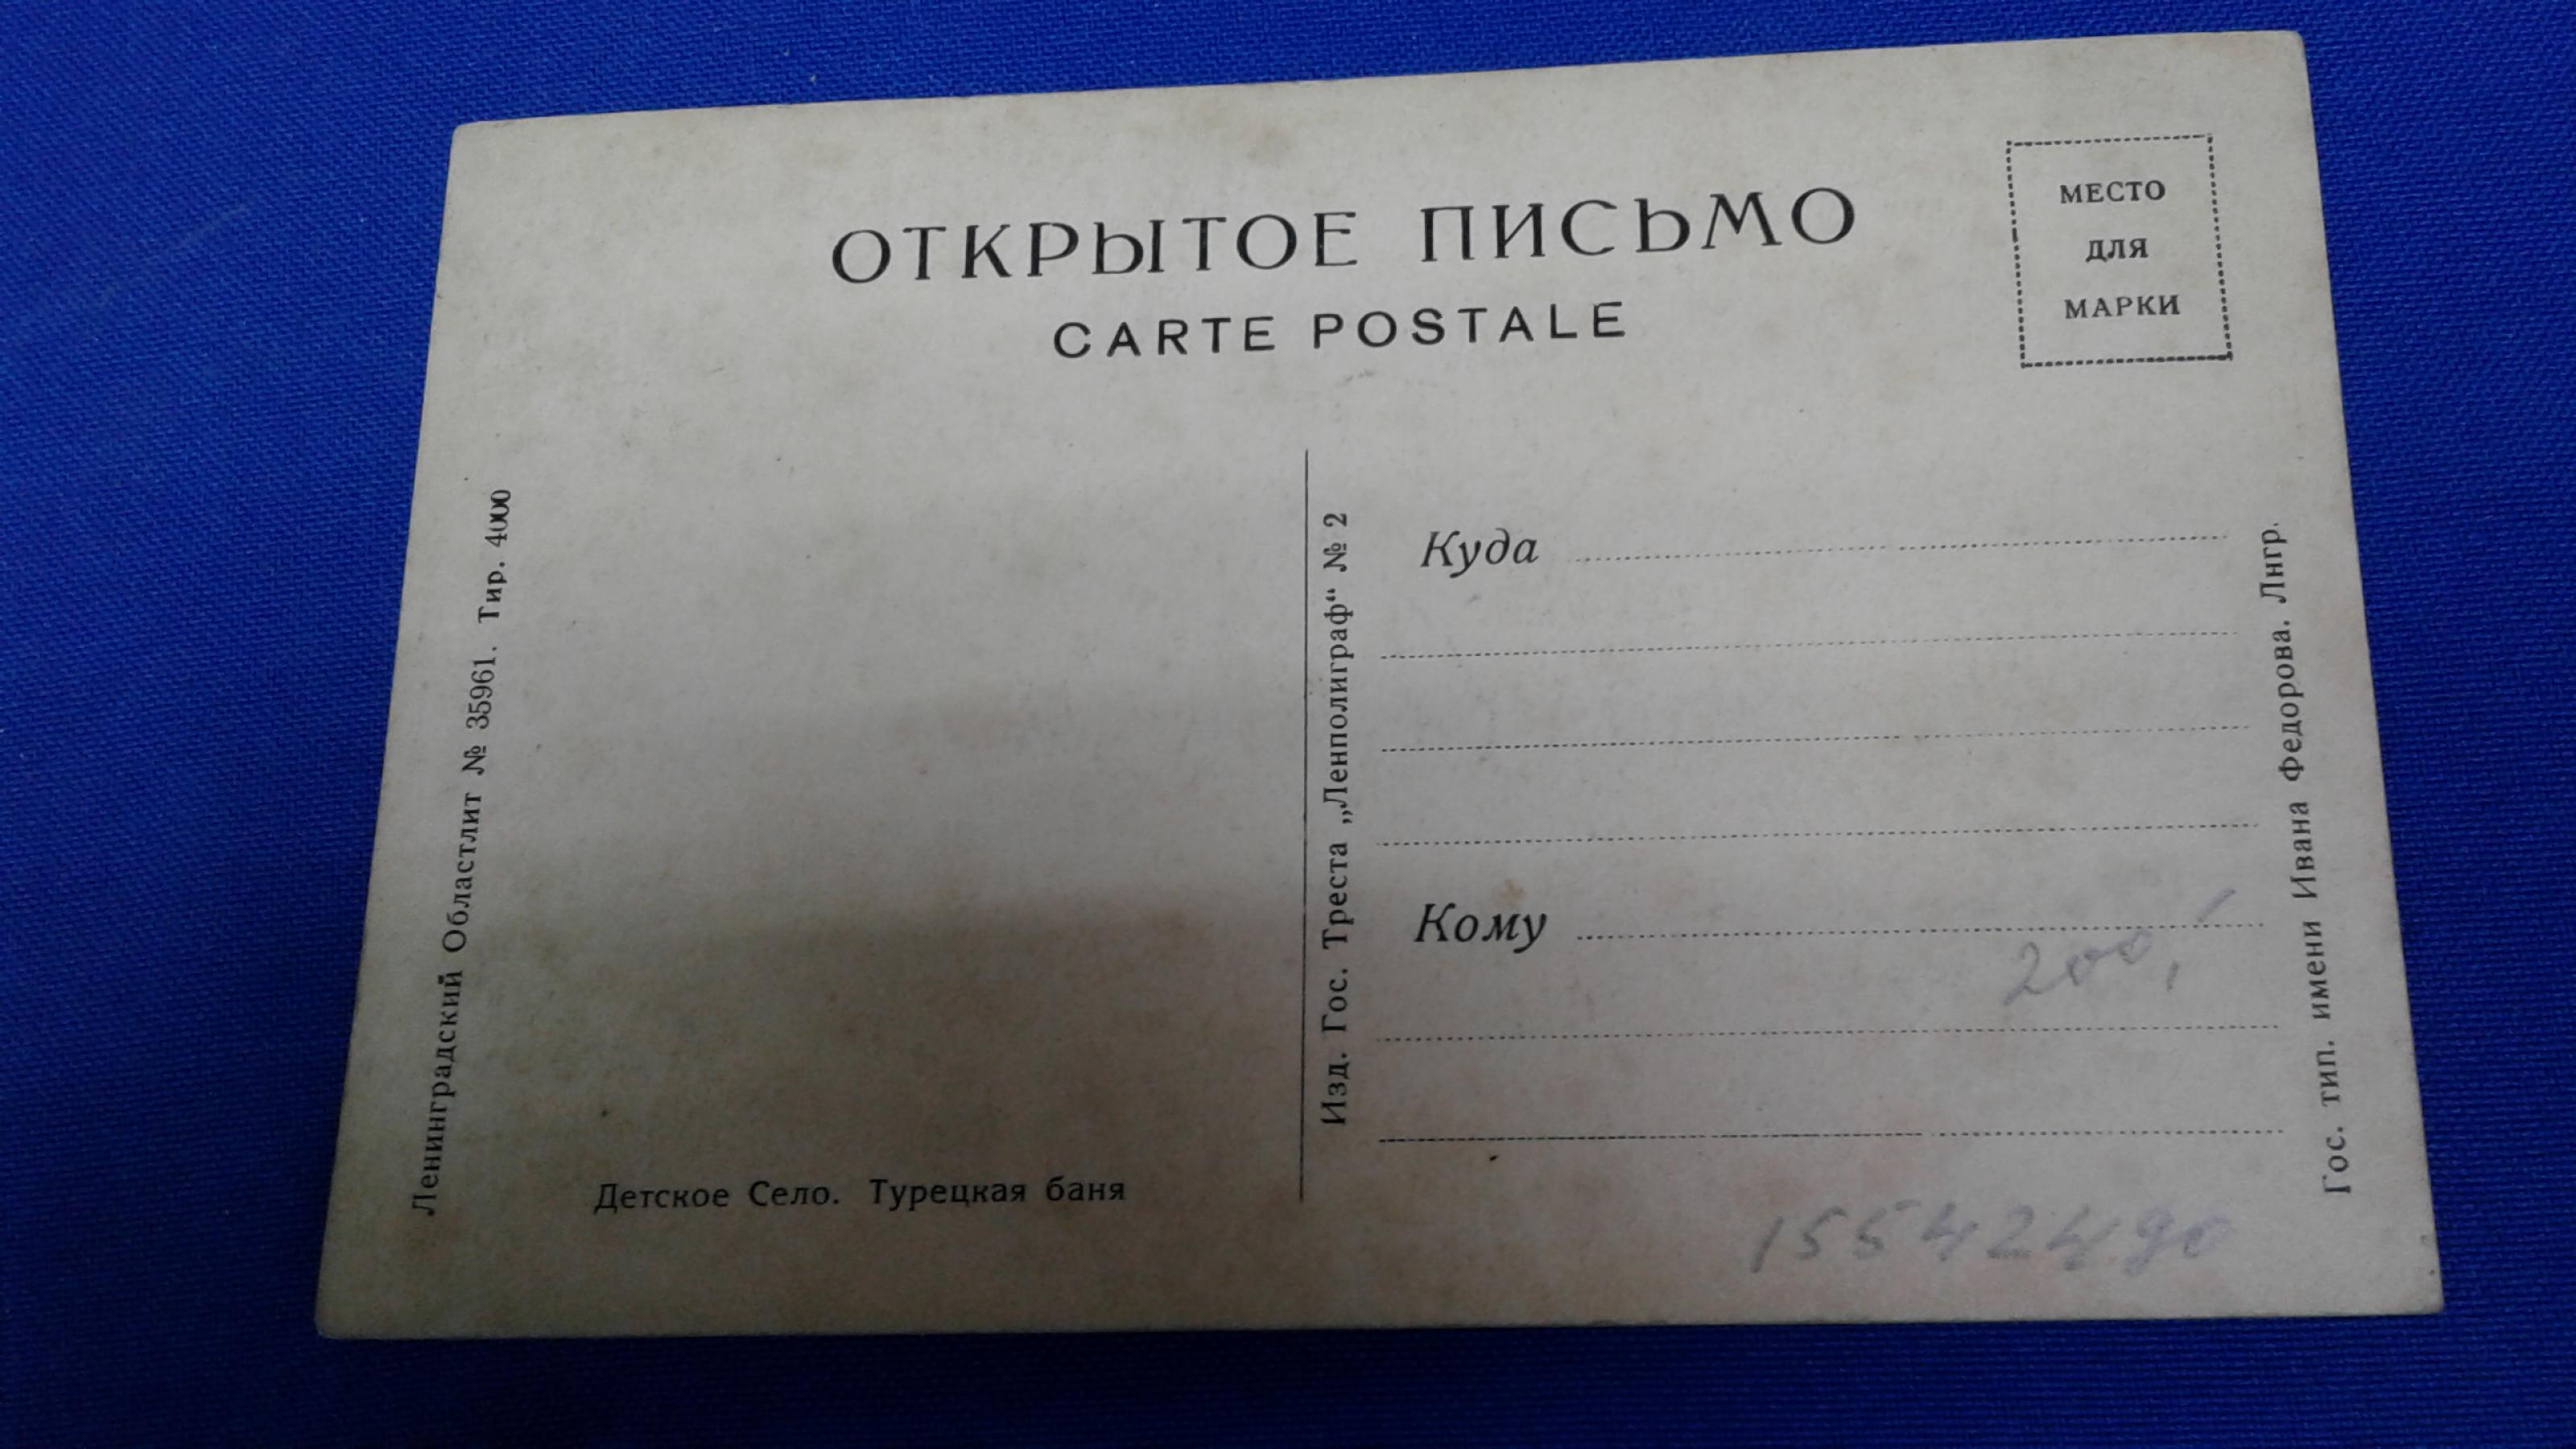 ОТКРЫТОЕ ПИСЬМО
CARTE POSTALE
МЕСТО
ДЛЯ
МАРКИ
Ленинградский Областлит № 35961. Тир. 4000
Детское Село. Турецкая баня
Изд. Гос. Треста „Ленполиграф“ № 2
Куда
Кому
200,
15542490
Гос. тип. имени Ивана Федорова. Лнгр.